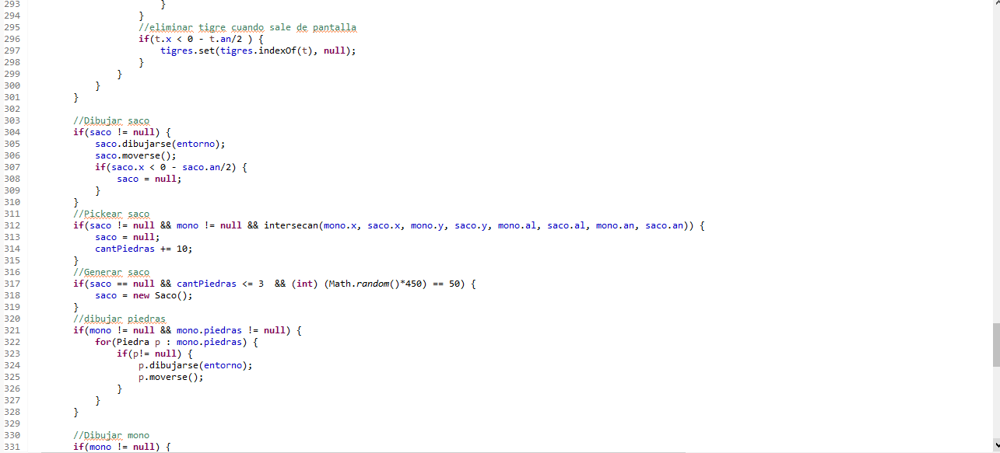 293                         }
294                     }
295                     //eliminar tigre cuando sale de pantalla
296                     if(t.x < 0 - t.an/2 ) {
297                         tigres.set(tigres.indexOf(t), null);
298                     }
299                 }
300             }
301         }
302
303         //Dibujar saco
304         if(saco != null) {
305             saco.dibujarse(entorno);
306             saco.moverse();
307             if(saco.x < 0 - saco.an/2) {
308                 saco = null;
309             }
310         }
311         //Pickear saco
312         if(saco != null && mono != null && intersecan(mono.x, saco.x, mono.y, saco.y, mono.al, saco.al, mono.an, saco.an)) {
313             saco = null;
314             cantPiedras += 10;
315         }
316         //Generar saco
317         if(saco == null && cantPiedras <= 3  && (int) (Math.random()*450) == 50) {
318             saco = new Saco();
319         }
320         //dibujar piedras
321         if(mono != null && mono.piedras != null) {
322             for(Piedra p : mono.piedras) {
323                 if(p!= null) {
324                     p.dibujarse(entorno);
325                     p.moverse();
326                 }
327             }
328         }
329
330         //Dibujar mono
331         if(mono != null) {